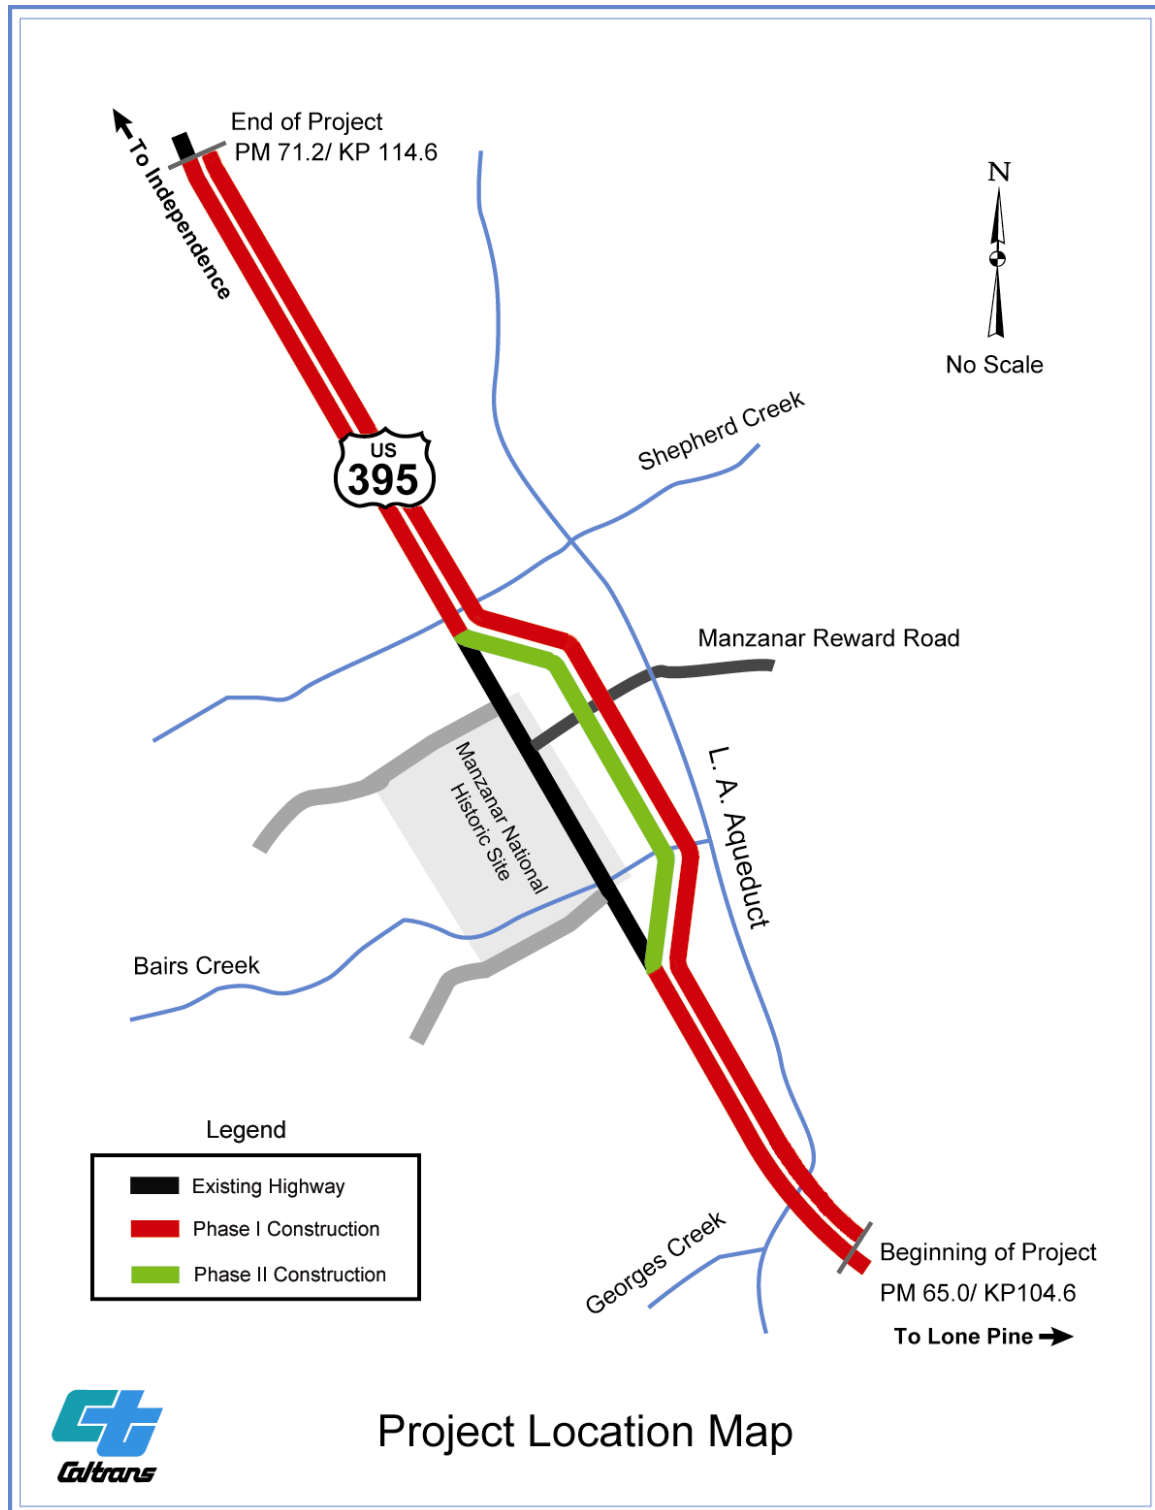 End of Project
PM 71.2/ KP 114.6
To Independence
N
No Scale
Shepherd Creek
US
395
Manzanar Reward Road
Manzanar National
Historic Site
L. A. Aqueduct
Bairs Creek
Legend
Existing Highway
Phase I Construction
Phase II Construction
Georges Creek
Beginning of Project
PM 65.0/ KP104.6
To Lone Pine
Project Location Map
Caltrans